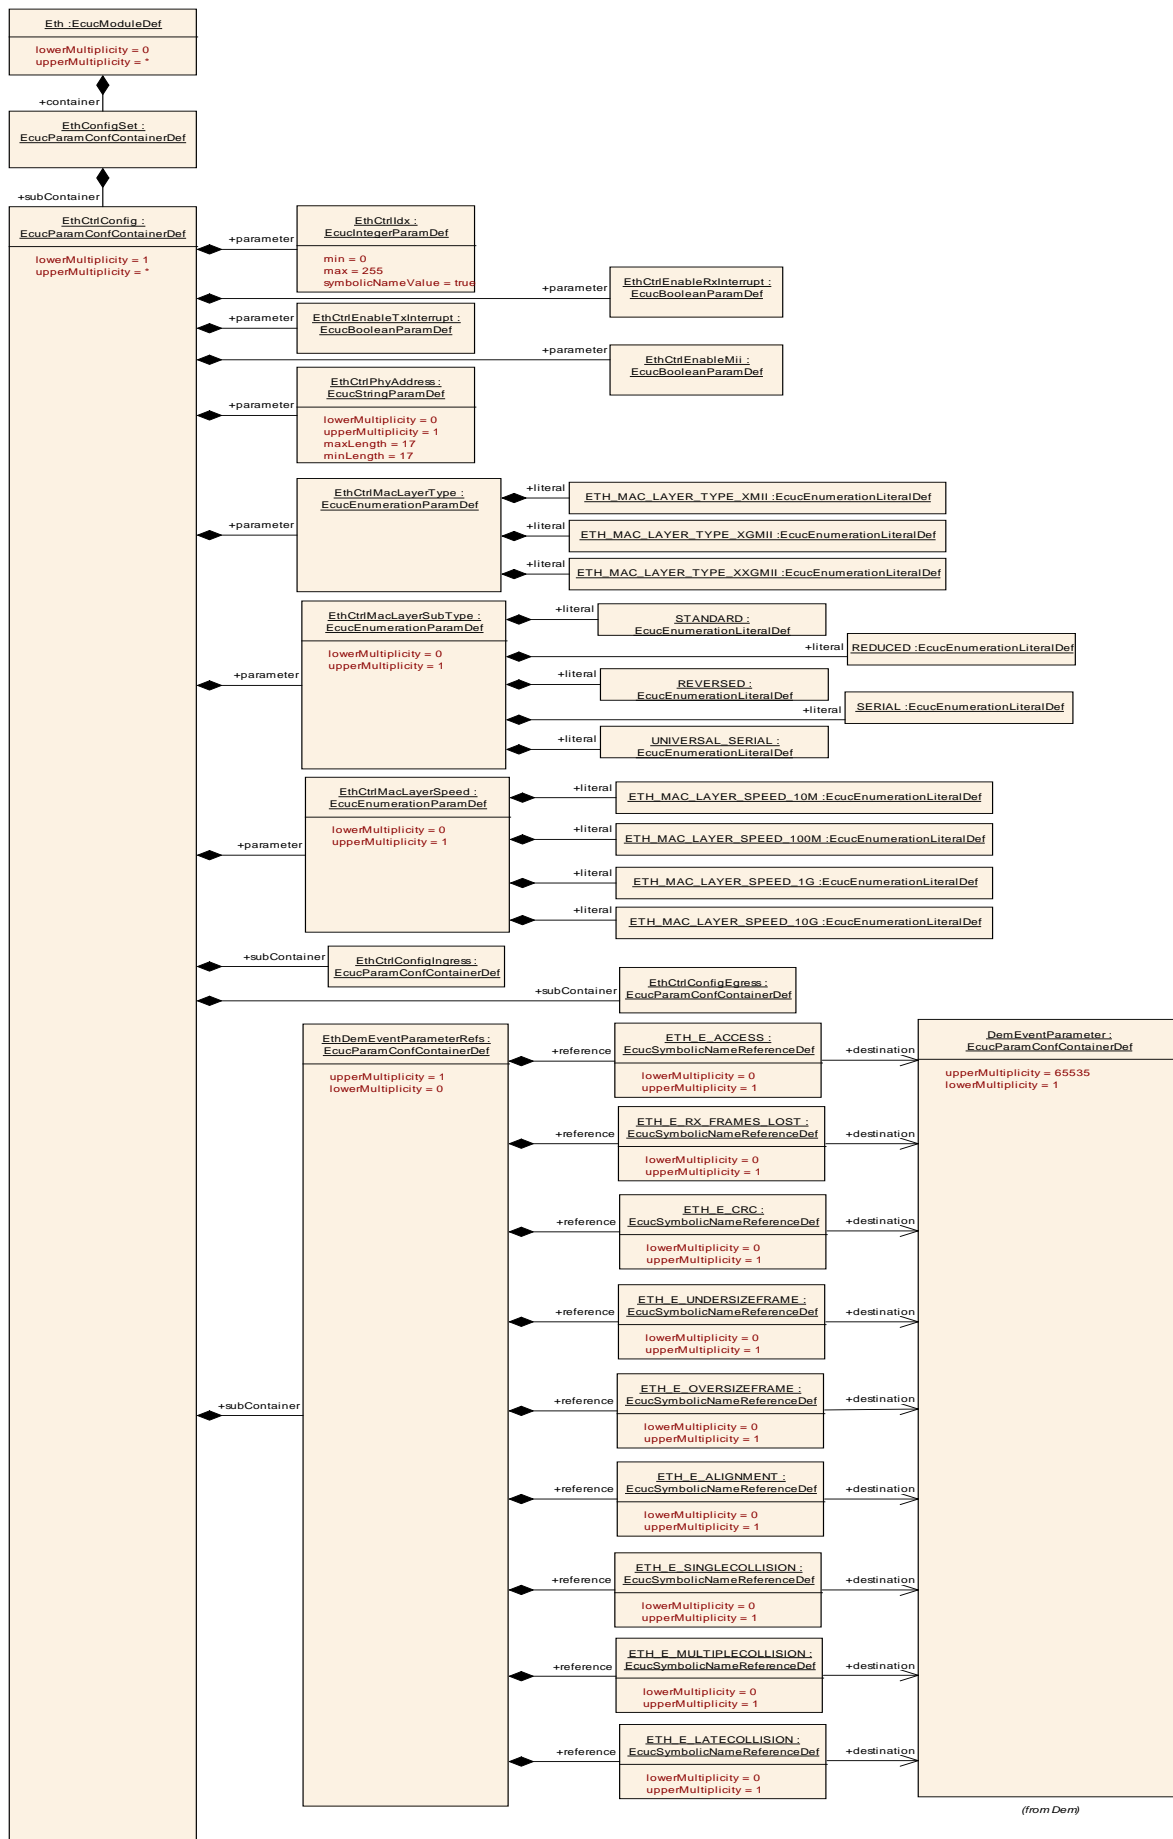 Eth :EcucModuleDef
lowerMultiplicity = 0
upperMultiplicity = *
+container
EthConfigSet :
EcucParamConfContainerDef
+subContainer
EthCtrlConfig :
EcucParamConfContainerDef
lowerMultiplicity = 1
upperMultiplicity = *
+parameter
EthCtrlIdx :
EcucIntegerParamDef
min = 0
max = 255
symbolicNameValue = true
+parameter
EthCtrlEnableRxInterrupt :
EcucBooleanParamDef
+parameter
EthCtrlEnableTxInterrupt :
EcucBooleanParamDef
+parameter
EthCtrlEnableMii :
EcucBooleanParamDef
+parameter
EthCtrlPhyAddress :
EcucStringParamDef
lowerMultiplicity = 0
upperMultiplicity = 1
maxLength = 17
minLength = 17
+parameter
EthCtrlMacLayerType :
EcucEnumerationParamDef
+literal
ETH_MAC_LAYER_TYPE_XMII :EcucEnumerationLiteralDef
+literal
ETH_MAC_LAYER_TYPE_XGMII :EcucEnumerationLiteralDef
+literal
ETH_MAC_LAYER_TYPE_XXGMII :EcucEnumerationLiteralDef
+parameter
EthCtrlMacLayerSubType :
EcucEnumerationParamDef
lowerMultiplicity = 0
upperMultiplicity = 1
+literal
STANDARD :
EcucEnumerationLiteralDef
+literal
REDUCED :EcucEnumerationLiteralDef
+literal
REVERSED :
EcucEnumerationLiteralDef
+literal
SERIAL :EcucEnumerationLiteralDef
+literal
UNIVERSAL_SERIAL :
EcucEnumerationLiteralDef
+parameter
EthCtrlMacLayerSpeed :
EcucEnumerationParamDef
lowerMultiplicity = 0
upperMultiplicity = 1
+literal
ETH_MAC_LAYER_SPEED_10M :EcucEnumerationLiteralDef
+literal
ETH_MAC_LAYER_SPEED_100M :EcucEnumerationLiteralDef
+literal
ETH_MAC_LAYER_SPEED_1G :EcucEnumerationLiteralDef
+literal
ETH_MAC_LAYER_SPEED_10G :EcucEnumerationLiteralDef
+subContainer
EthCtrlConfigIngress :
EcucParamConfContainerDef
+subContainer
EthCtrlConfigEgress :
EcucParamConfContainerDef
+subContainer
EthDemEventParameterRefs :
EcucParamConfContainerDef
upperMultiplicity = 1
lowerMultiplicity = 0
+reference
ETH_E_ACCESS :
EcucSymbolicNameReferenceDef
lowerMultiplicity = 0
upperMultiplicity = 1
+destination
DemEventParameter :
EcucParamConfContainerDef
upperMultiplicity = 65535
lowerMultiplicity = 1
+reference
ETH_E_RX_FRAMES_LOST :
EcucSymbolicNameReferenceDef
lowerMultiplicity = 0
upperMultiplicity = 1
+destination
+reference
ETH_E_CRC :
EcucSymbolicNameReferenceDef
lowerMultiplicity = 0
upperMultiplicity = 1
+destination
+reference
ETH_E_UNDERSIZEFRAME :
EcucSymbolicNameReferenceDef
lowerMultiplicity = 0
upperMultiplicity = 1
+destination
+reference
ETH_E_OVERSIZEFRAME :
EcucSymbolicNameReferenceDef
lowerMultiplicity = 0
upperMultiplicity = 1
+destination
+reference
ETH_E_ALIGNMENT :
EcucSymbolicNameReferenceDef
lowerMultiplicity = 0
upperMultiplicity = 1
+destination
+reference
ETH_E_SINGLECOLLISION :
EcucSymbolicNameReferenceDef
lowerMultiplicity = 0
upperMultiplicity = 1
+destination
+reference
ETH_E_MULTIPLECOLLISION :
EcucSymbolicNameReferenceDef
lowerMultiplicity = 0
upperMultiplicity = 1
+destination
+reference
ETH_E_LATECOLLISION :
EcucSymbolicNameReferenceDef
lowerMultiplicity = 0
upperMultiplicity = 1
+destination
(from Dem)